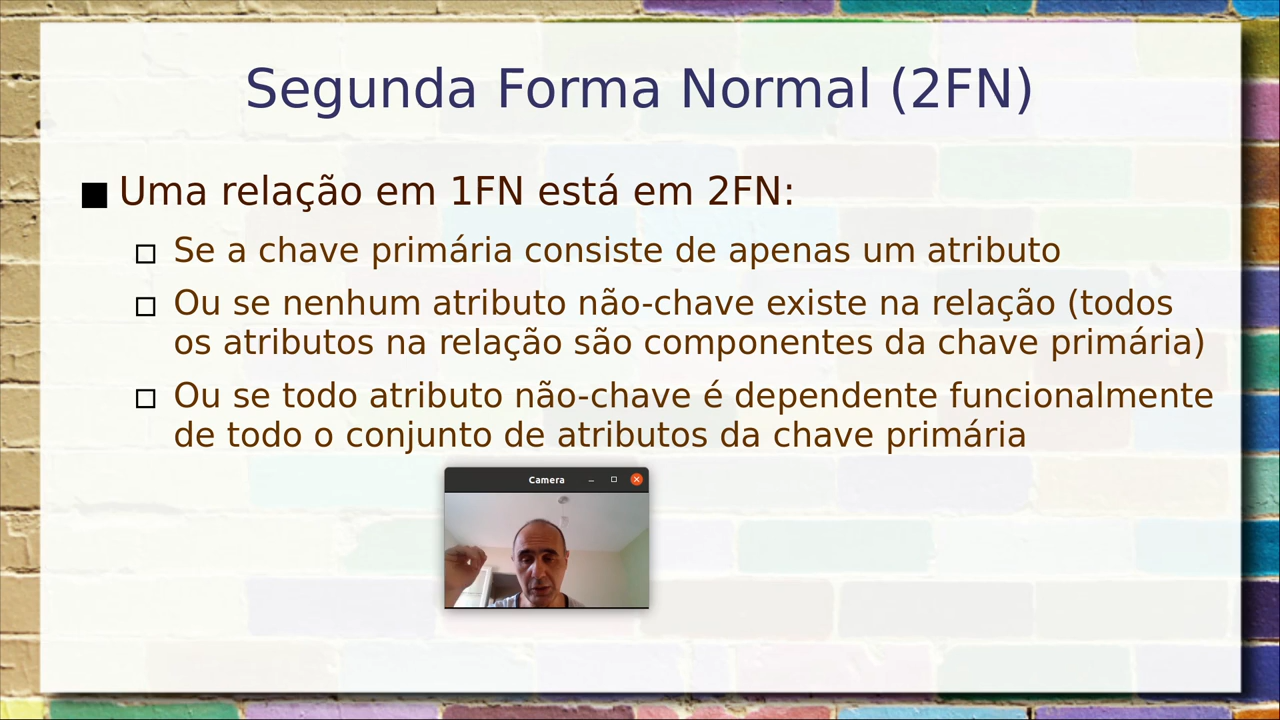 Segunda Forma Normal (2FN)
Uma relação em 1FN está em 2FN:
Se a chave primária consiste de apenas um atributo
Ou se nenhum atributo não-chave existe na relação (todos
os atributos na relação são componentes da chave primária)
Ou se todo atributo não-chave é dependente funcionalmente
de todo o conjunto de atributos da chave primária
Camera